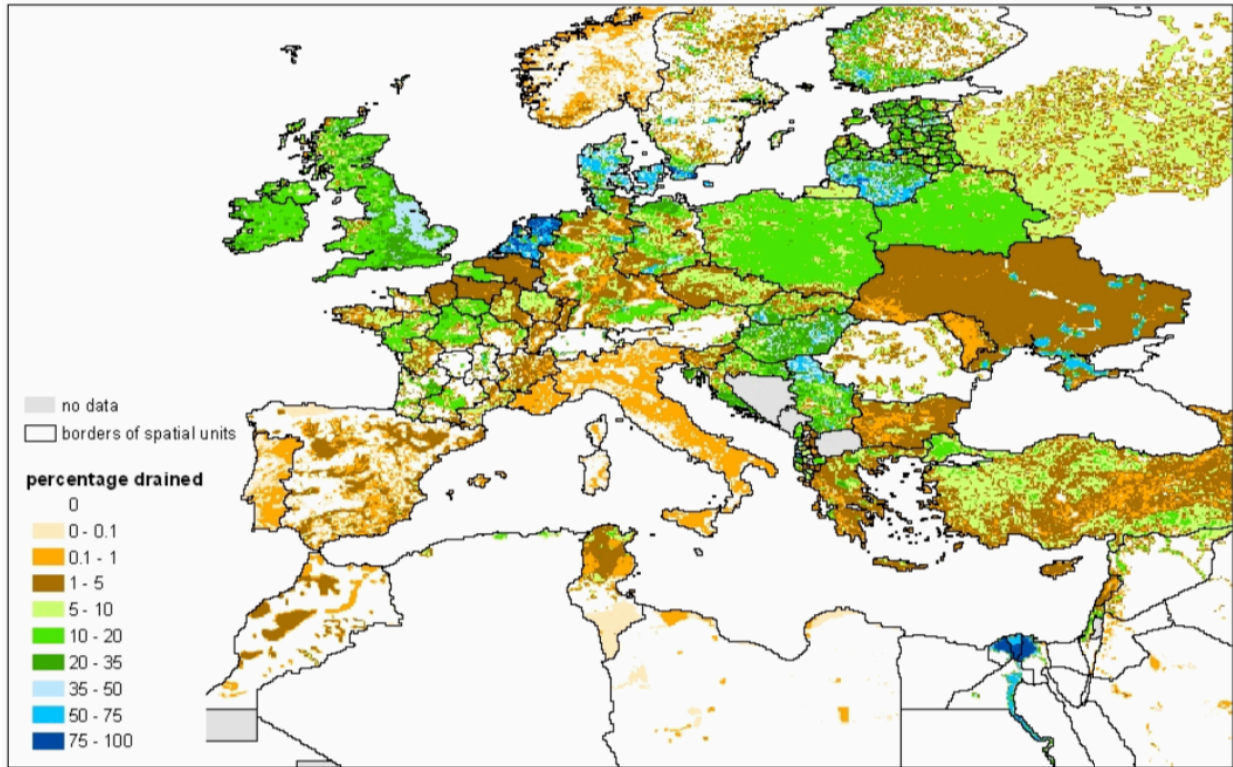 no data
borders of spatial units
percentage drained
0
0 - 0.1
0.1 - 1
1 - 5
5 - 10
10 - 20
20 - 35
35 - 50
50 - 75
75 - 100